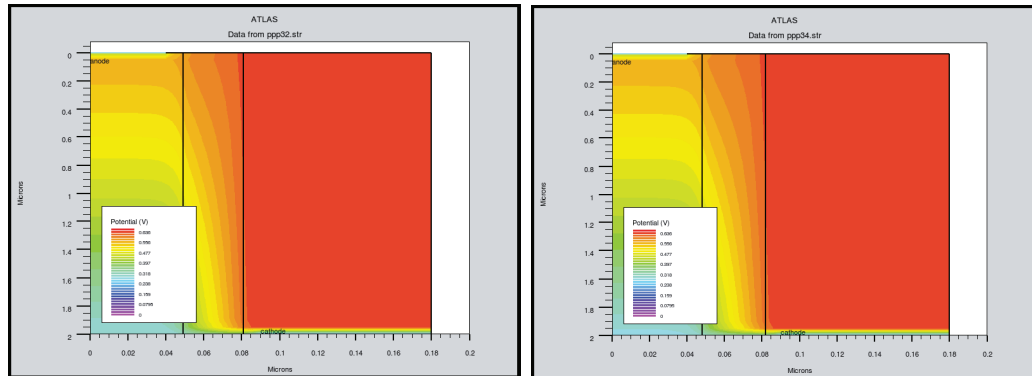 ATLAS
Data from ppp32.str
0
anode
0.2
0.4
0.6
0.8
1
1.2
1.4
1.6
1.8
2
Microns
Potential (V)
0.636
0.556
0.477
0.397
0.318
0.238
0.159
0.0795
0
cathode
0 0.02 0.04 0.06 0.08 0.1 0.12 0.14 0.16 0.18 0.2
Microns
ATLAS
Data from ppp34.str
0
anode
0.2
0.4
0.6
0.8
1
1.2
1.4
1.6
1.8
2
Microns
Potential (V)
0.636
0.556
0.477
0.397
0.318
0.238
0.159
0.0795
0
cathode
0 0.02 0.04 0.06 0.08 0.1 0.12 0.14 0.16 0.18 0.2
Microns